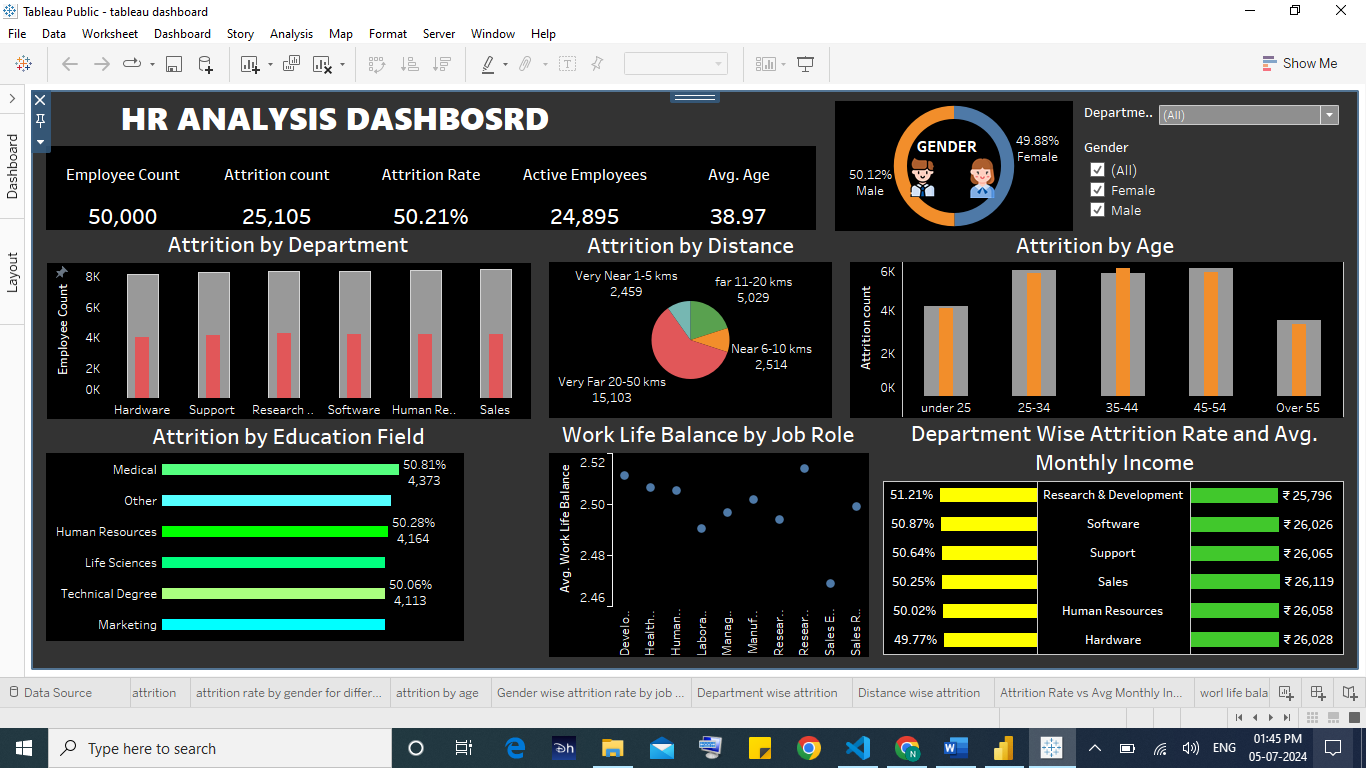 Tableau Public - tableau dashboard
File Data Worksheet Dashboard Story Analysis Map Format Server Window Help
Show Me
Dashboard
Layout
HR ANALYSIS DASHBOSRD
Employee Count Attrition count Attrition Rate Active Employees Avg. Age
50,000 25,105 50.21% 24,895 38.97
GENDER
49.88%
Female
50.12%
Male
Departme.. (All)
Gender
(All)
Female
Male
Attrition by Department
Employee Count
8K
6K
4K
2K
0K
Hardware Support Research .. Software Human Re.. Sales
Attrition by Distance
Very Near 1-5 kms
2,459
far 11-20 kms
5,029
Near 6-10 kms
2,514
Very Far 20-50 kms
15,103
Attrition by Age
Attrition count
6K
4K
2K
0K
under 25 25-34 35-44 45-54 Over 55
Attrition by Education Field
Medical 50.81%
4,373
Other
Human Resources 50.28%
4,164
Life Sciences
Technical Degree 50.06%
4,113
Marketing
Work Life Balance by Job Role
Avg. Work Life Balance
2.52
2.50
2.48
2.46
Develo..
Health..
Human..
Labora..
Manag..
Manuf..
Resear..
Resear..
Sales E..
Sales R..
Department Wise Attrition Rate and Avg.
Monthly Income
51.21% Research & Development ₹ 25,796
50.87% Software ₹ 26,026
50.64% Support ₹ 26,065
50.25% Sales ₹ 26,119
50.02% Human Resources ₹ 26,058
49.77% Hardware ₹ 26,028
Data Source attrition attrition rate by gender for differ... attrition by age Gender wise attrition rate by job ... Department wise attrition Distance wise attrition Attrition Rate vs Avg Monthly In... worl life bala
Type here to search
ENG
01:45 PM
05-07-2024